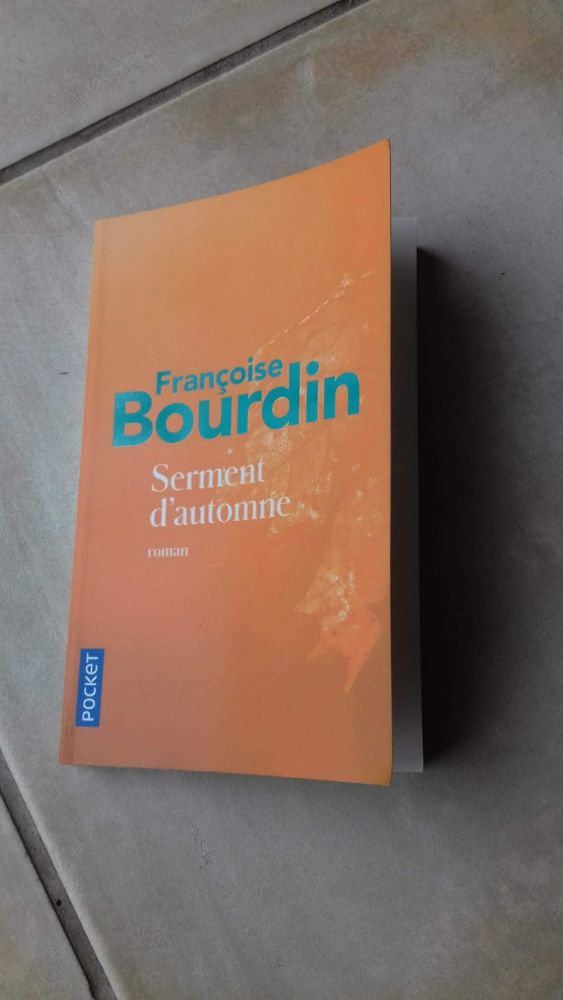 Françoise
Bourdin
Serment
d'automne
roman
POCKET